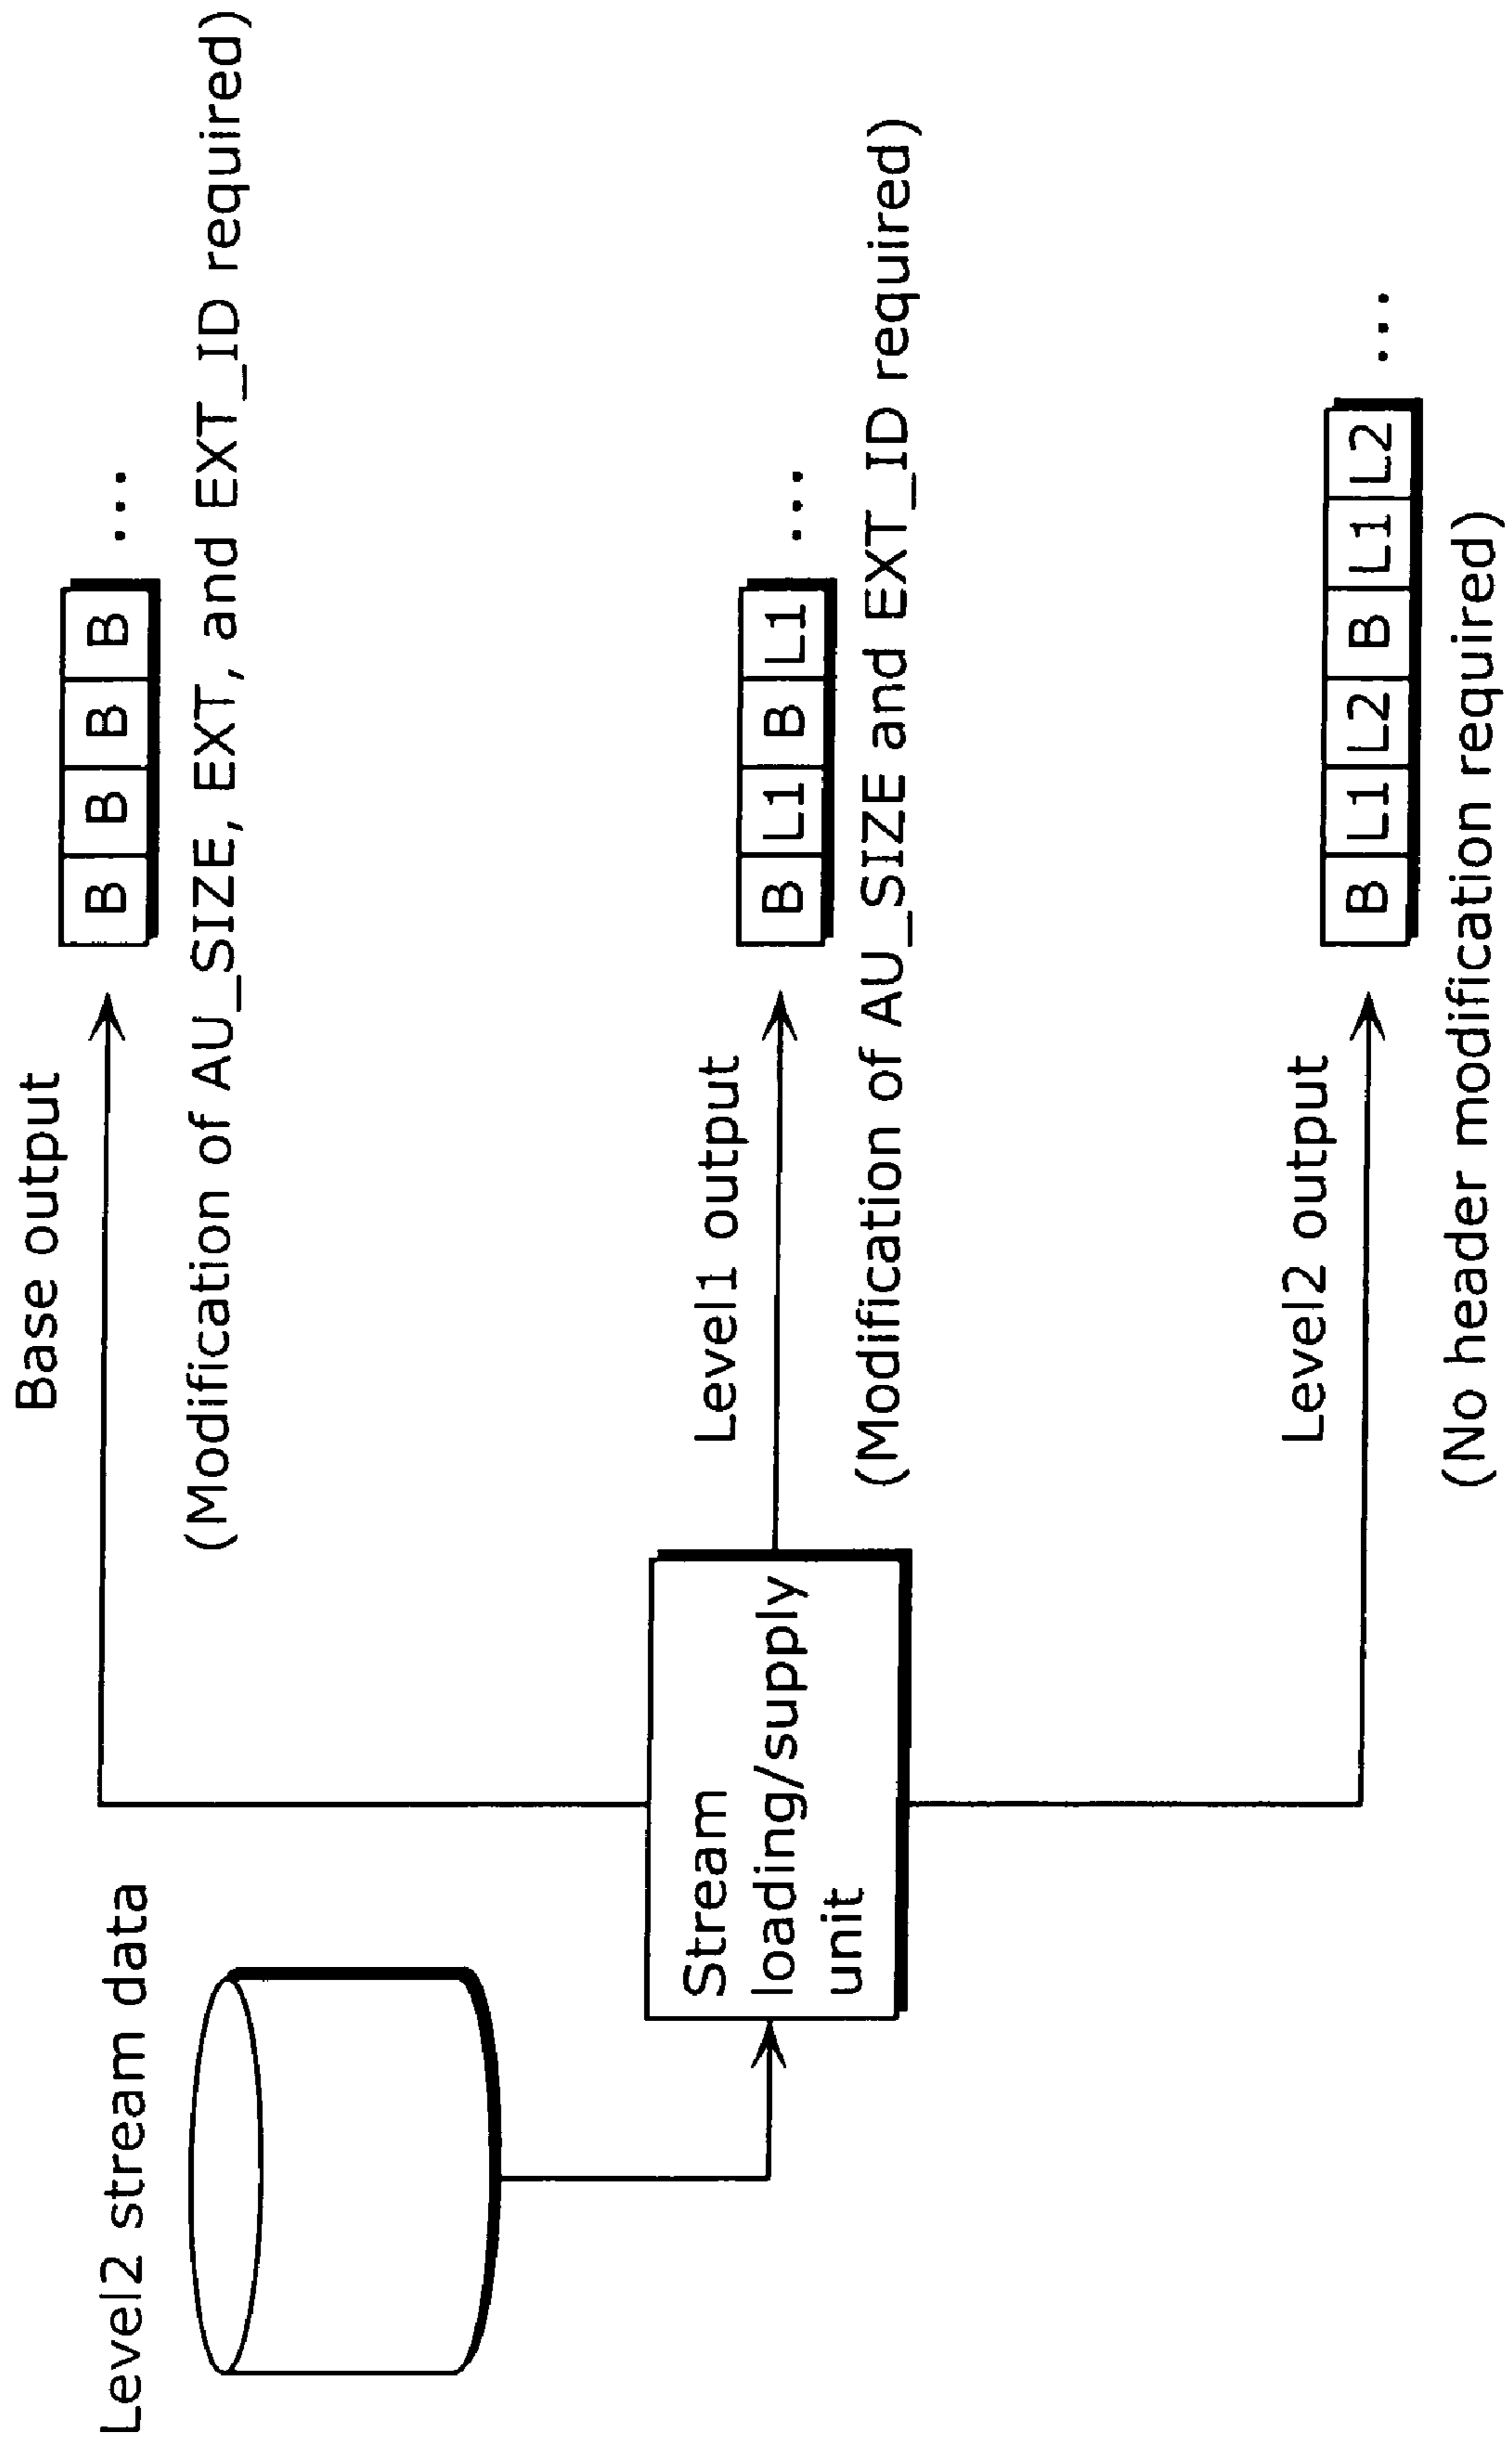 Level2 stream data
Stream
loading/supply
unit
Base output
B B B B ...
(Modification of AU_SIZE, EXT, and EXT_ID required)
Level1 output
B L1 B L1 ...
(Modification of AU_SIZE and EXT_ID required)
Level2 output
B L1 L2 B L1 L2 ...
(No header modification required)